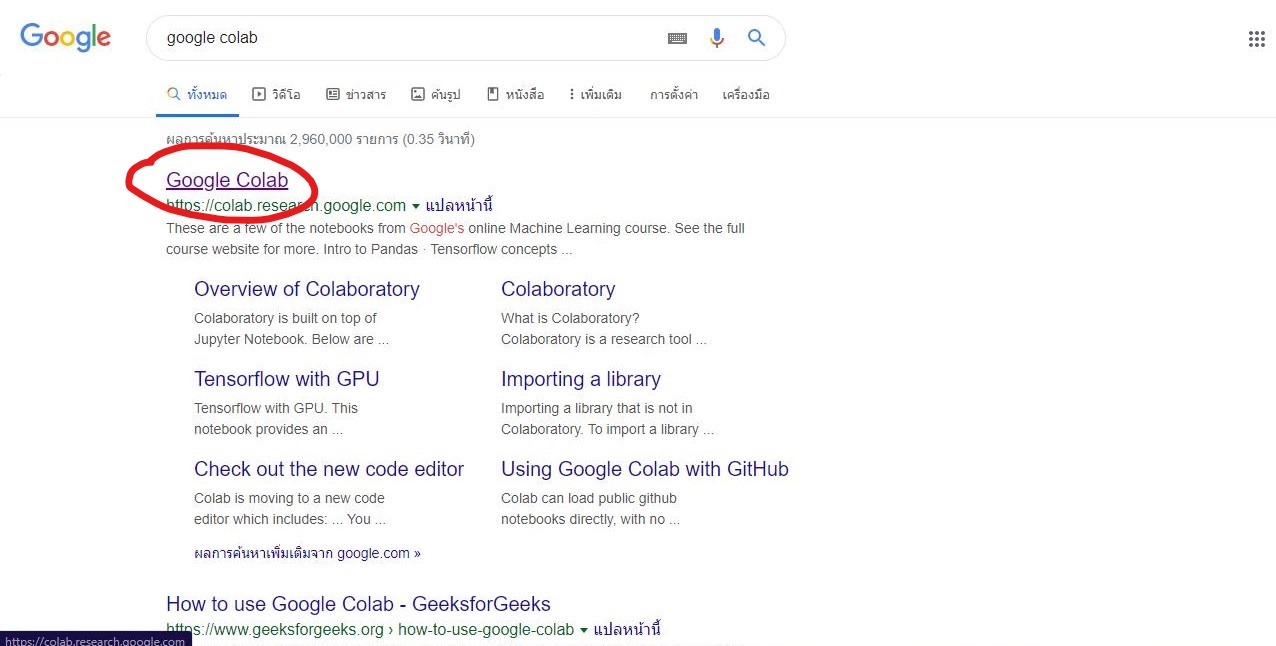 Google
google colab
ทั้งหมด วิดีโอ ข่าวสาร ค้นรูป หนังสือ เพิ่มเติม การตั้งค่า เครื่องมือ
ผลการค้นหาประมาณ 2,960,000 รายการ (0.35 วินาที)
Google Colab
https://colab.research.google.com ▾ แปลหน้านี้
These are a few of the notebooks from Google's online Machine Learning course. See the full
course website for more. Intro to Pandas · Tensorflow concepts ...
Overview of Colaboratory
Colaboratory is built on top of
Jupyter Notebook. Below are ...
Colaboratory
What is Colaboratory?
Colaboratory is a research tool ...
Tensorflow with GPU
Tensorflow with GPU. This
notebook provides an ...
Importing a library
Importing a library that is not in
Colaboratory. To import a library ...
Check out the new code editor
Colab is moving to a new code
editor which includes: ... You ...
Using Google Colab with GitHub
Colab can load public github
notebooks directly, with no ...
ผลการค้นหาเพิ่มเติมจาก google.com »
How to use Google Colab - GeeksforGeeks
https://www.geeksforgeeks.org › how-to-use-google-colab ▾ แปลหน้านี้
https://colab.research.google.com